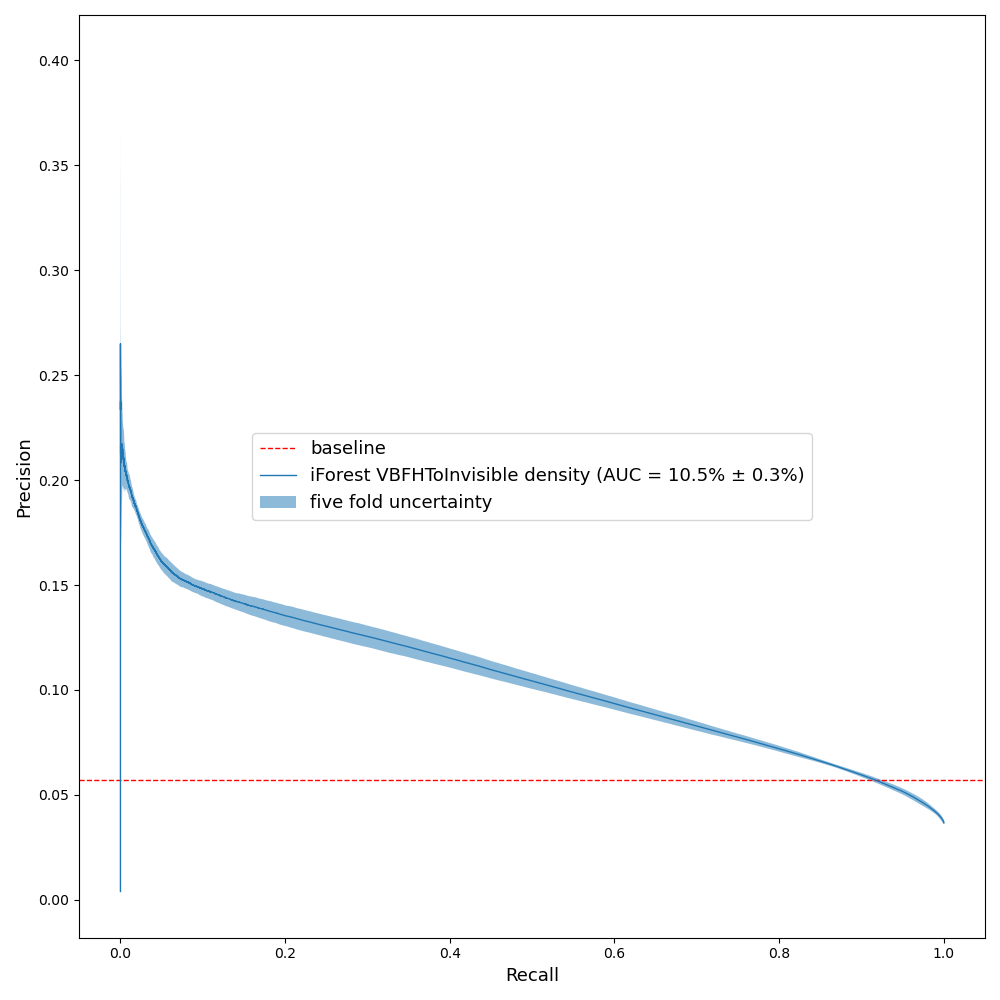 0.40
0.35
0.30
0.25
0.20
0.15
0.10
0.05
0.00
Precision
baseline
iForest VBFHToInvisible density (AUC = 10.5% ± 0.3%)
five fold uncertainty
0.0 0.2 0.4 0.6 0.8 1.0
Recall